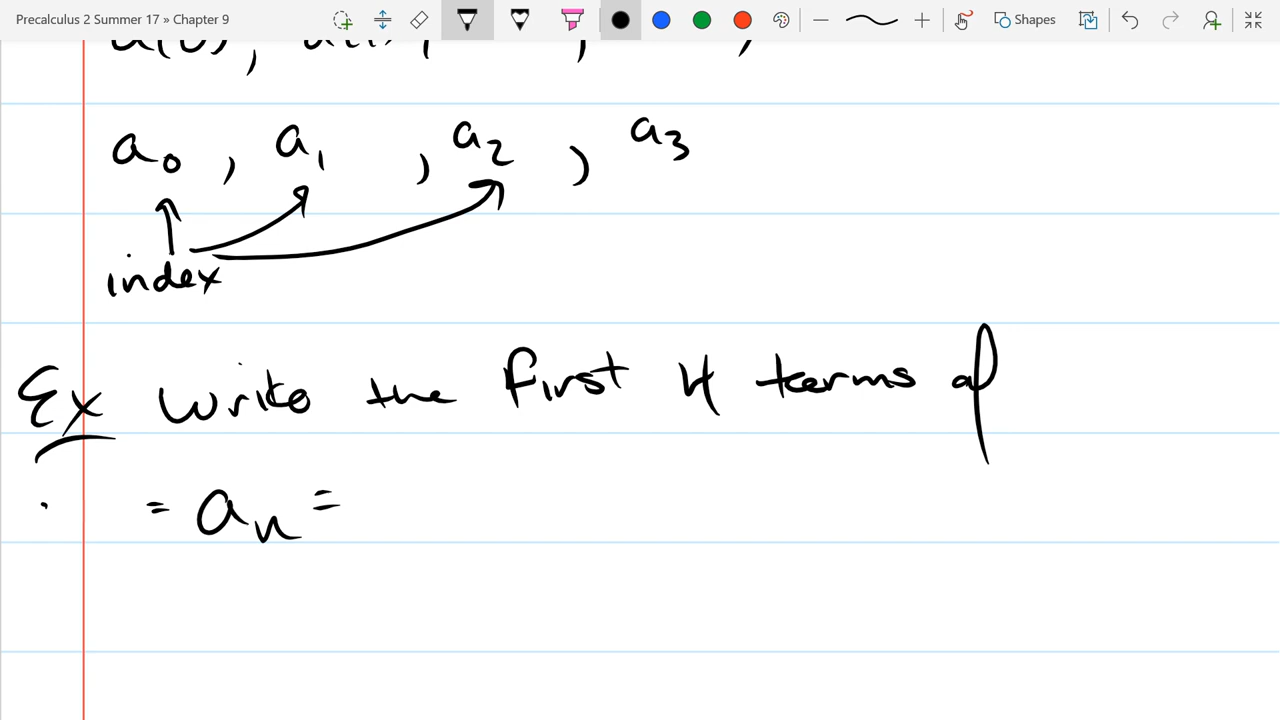 Precalculus 2 Summer 17 » Chapter 9
Shapes
a₀, a₁, a₂, a₃
index
Ex Write the first 4 terms of
= aₙ =